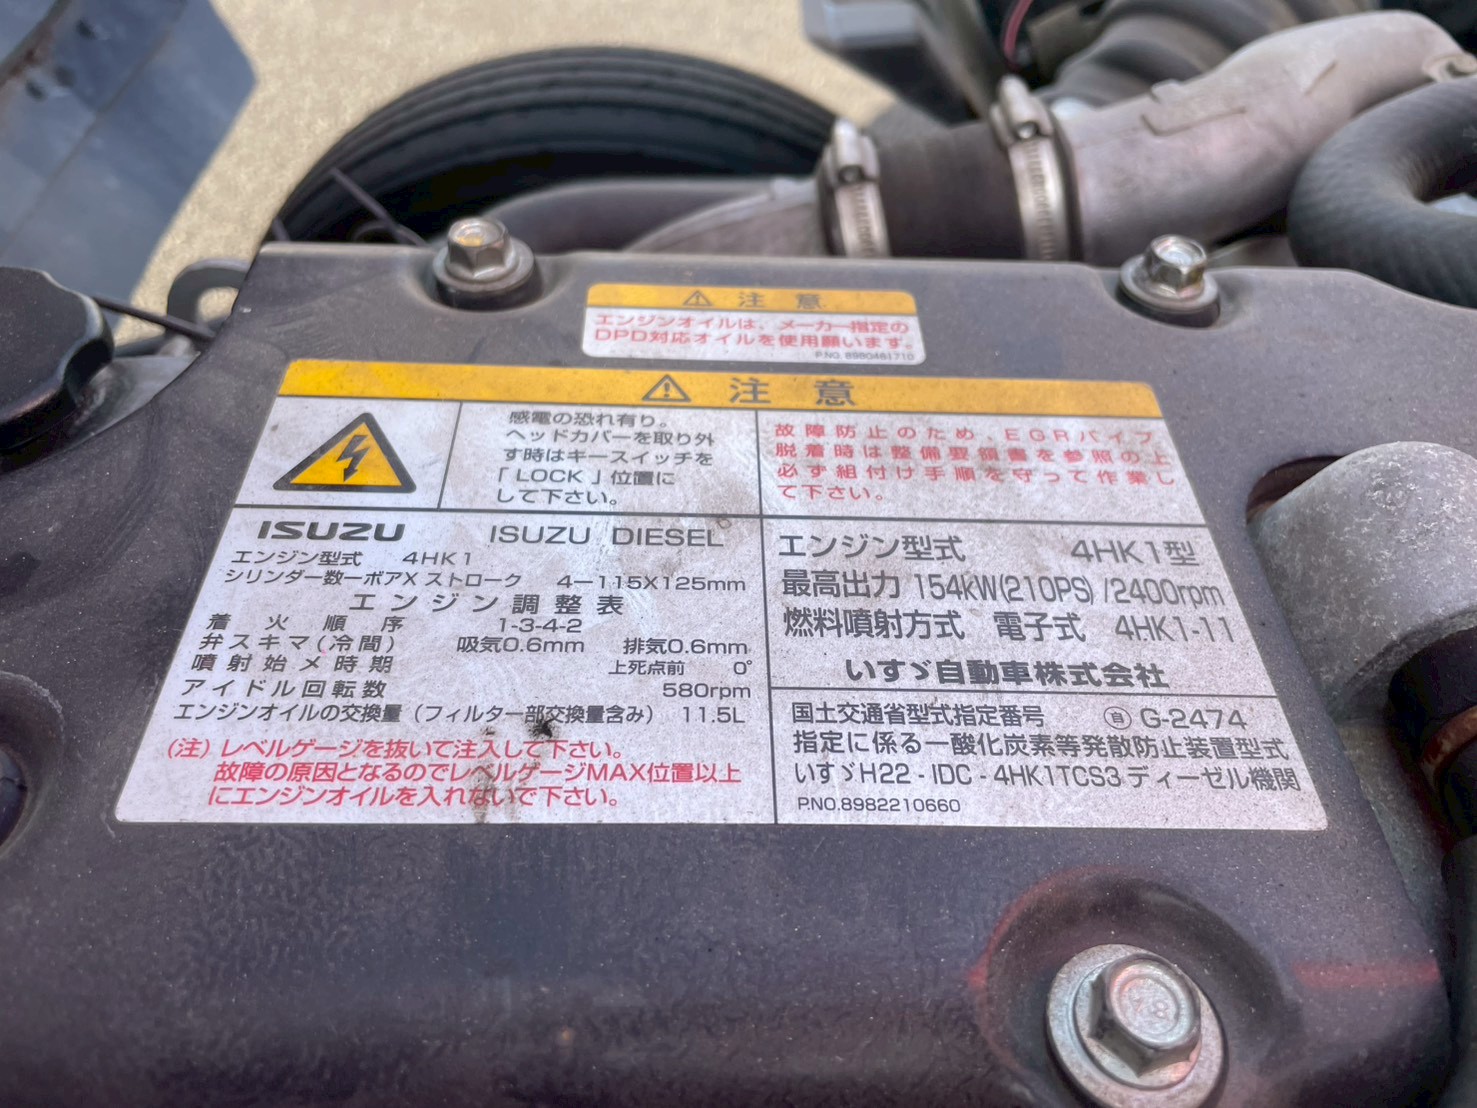 ⚠ 注意
エンジンオイルは、メーカー指定の
DPD対応オイルを使用願います。
P.NO. 8980461710
⚠ 注意
感電の恐れ有り。
ヘッドカバーを取り外
す時はキースイッチを
「LOCK」位置に
して下さい。
故障防止のため、EGRパイプ
脱着時は整備要領書を参照の上
必ず組付け手順を守って作業し
て下さい。
ISUZU ISUZU DIESEL
エンジン型式 4HK1
シリンダー数ーボアXストローク 4ー115X125mm
エンジン調整表
着火順序 1-3-4-2
弁スキマ(冷間) 吸気0.6mm 排気0.6mm
噴射始メ時期 上死点前 0°
アイドル回転数 580rpm
エンジンオイルの交換量(フィルター部交換量含み) 11.5L
(注)レベルゲージを抜いて注入して下さい。
故障の原因となるのでレベルゲージMAX位置以上
にエンジンオイルを入れないで下さい。
エンジン型式 4HK1型
最高出力 154kW(210PS)/2400rpm
燃料噴射方式 電子式 4HK1-11
いすゞ自動車株式会社
国土交通省型式指定番号 ㉂ G-2474
指定に係る一酸化炭素等発散防止装置型式
いすゞH22-IDC-4HK1TCS3 ディーゼル機関
P.NO.8982210660